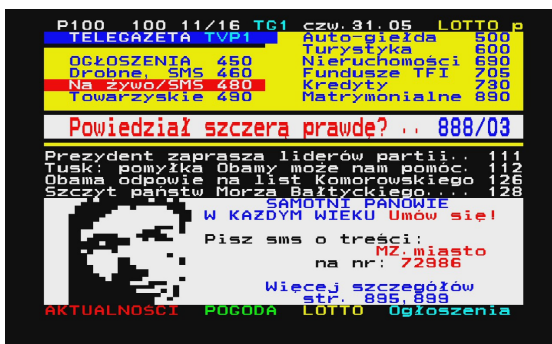 P100 100 11/16 TG1 czw.31.05 LOTTO p
TELEGAZETA TVP1 Auto-giełda 500
Turystyka 600
OGŁOSZENIA 450 Nieruchomości 690
Drobne, SMS 460 Fundusze TFI 705
Na żywo/SMS 480 Kredyty 730
Towarzyskie 490 Matrymonialne 890
Powiedział szczerą prawdę? .. 888/03
Prezydent zaprasza liderów partii.. 111
Tusk: pomyłka Obamy może nam pomóc. 112
Obama odpowie na list Komorowskiego 126
Szczyt państw Morza Bałtyckiego.... 128
SAMOTNI PANOWIE
W KAŻDYM WIEKU Umów się!
Pisz sms o treści:
MZ.miasto
na nr: 72986
Więcej szczegółów
str. 895,899
AKTUALNOŚCI POGODA LOTTO Ogłoszenia